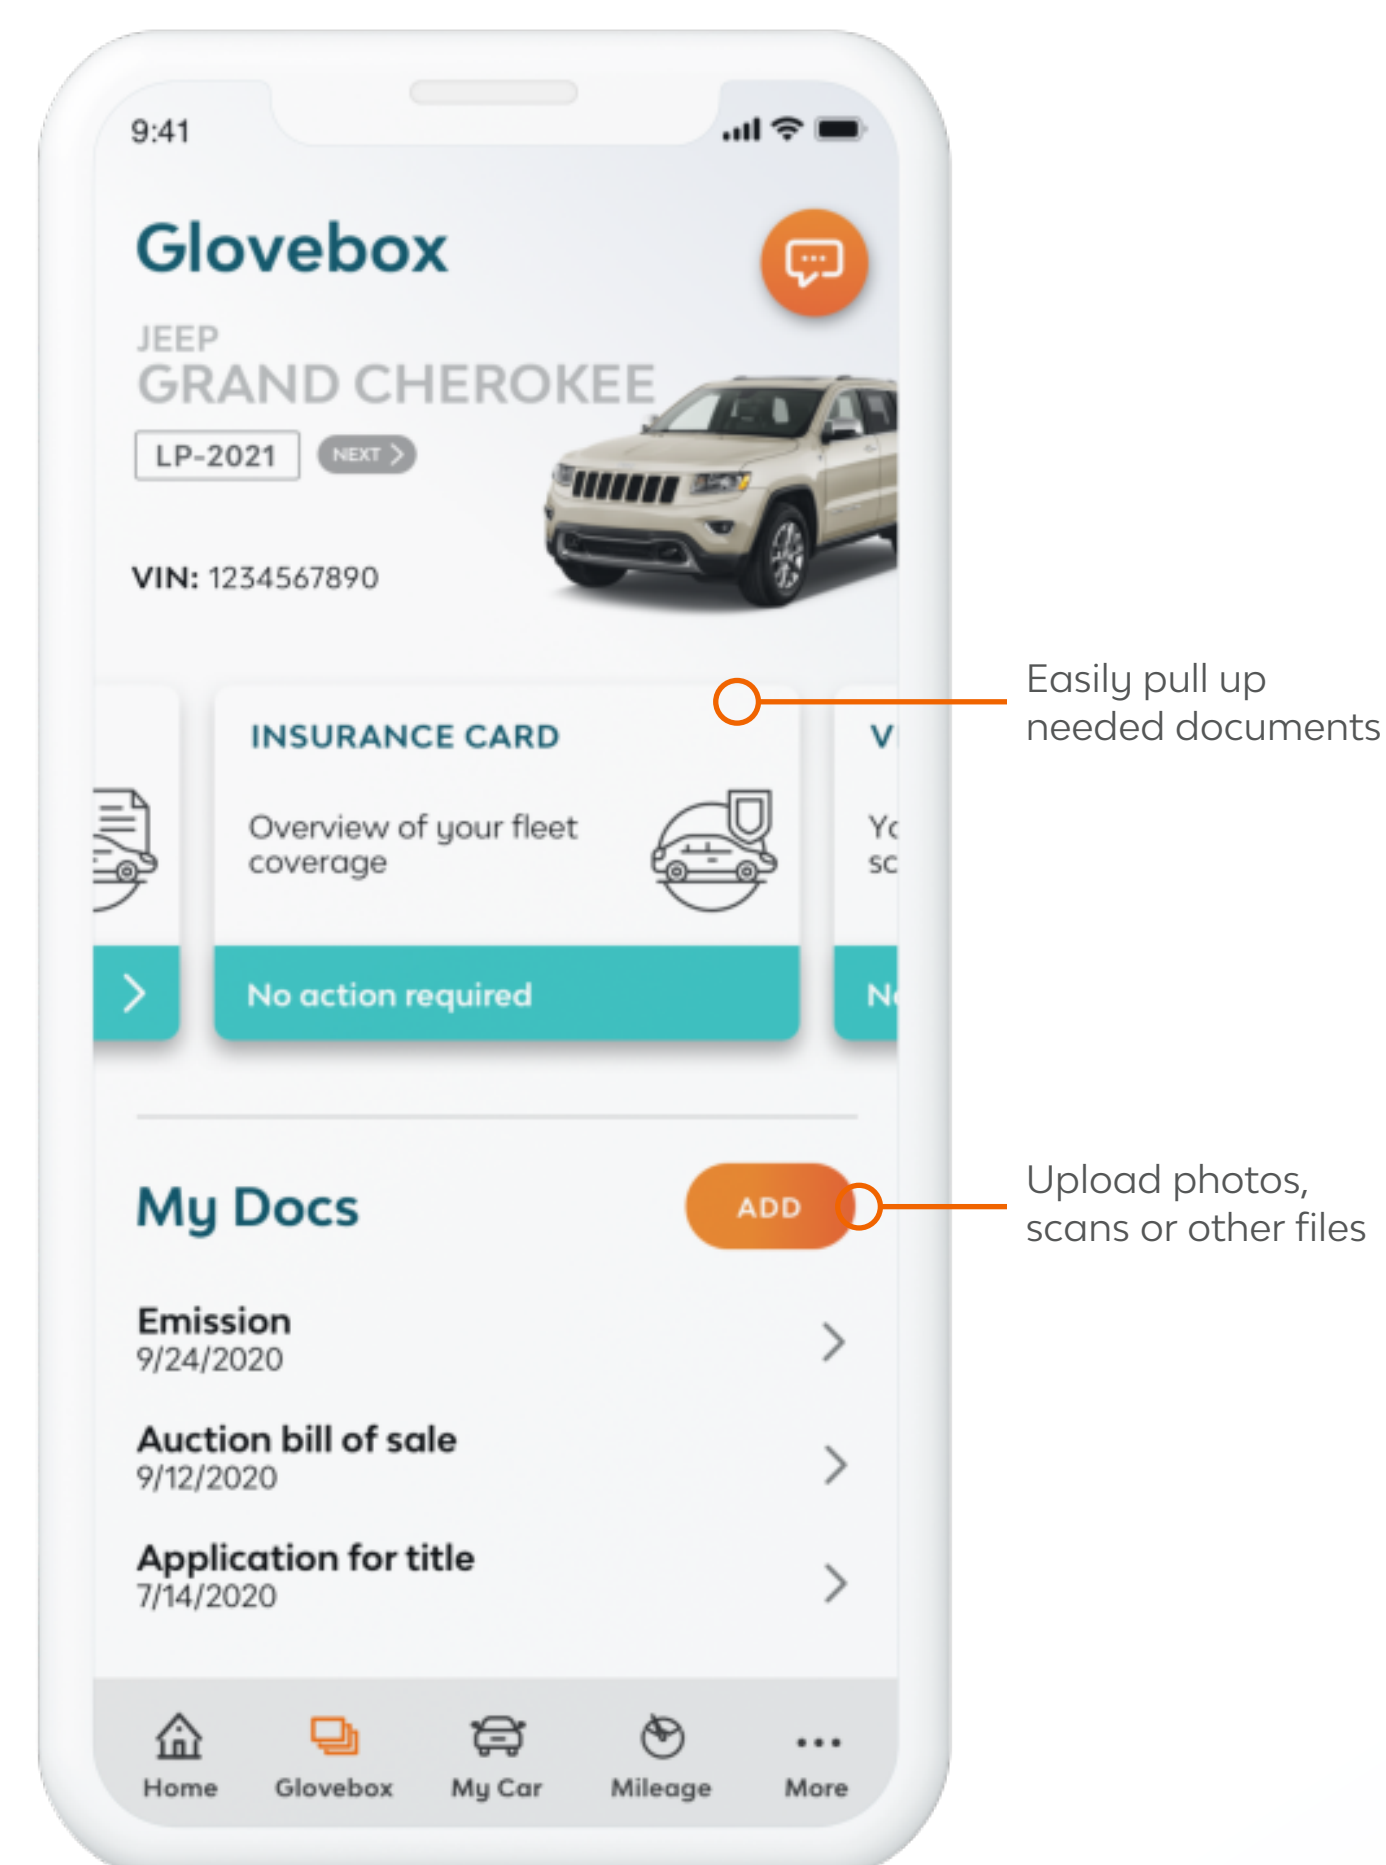 9:41
Glovebox
JEEP
GRAND CHEROKEE
LP-2021
NEXT
VIN: 1234567890
Easily pull up
needed documents
INSURANCE CARD
Overview of your fleet
coverage
No action required
My Docs
ADD
Upload photos,
scans or other files
Emission
9/24/2020
Auction bill of sale
9/12/2020
Application for title
7/14/2020
Home
Glovebox
My Car
Mileage
More